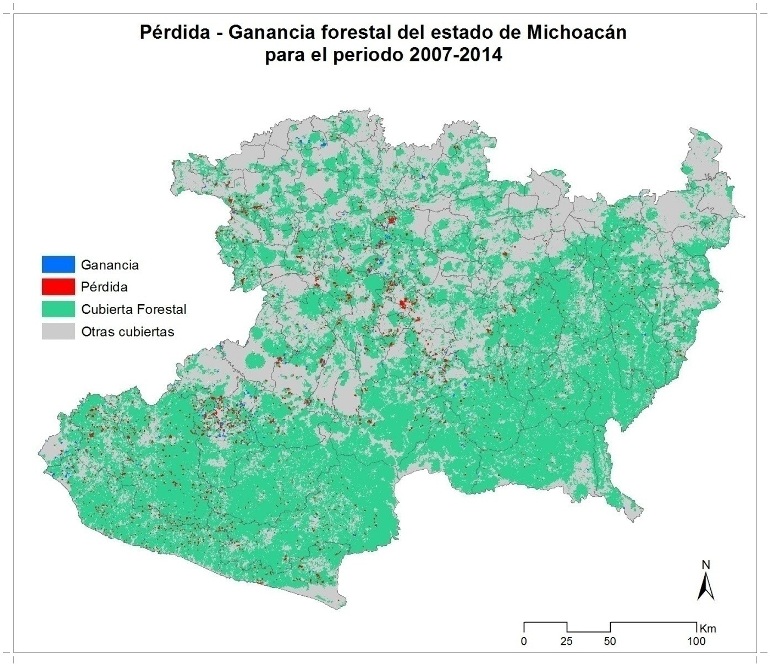 Pérdida - Ganancia forestal del estado de Michoacán
para el periodo 2007-2014
Ganancia
Pérdida
Cubierta Forestal
Otras cubiertas
N
Km
0 25 50 100